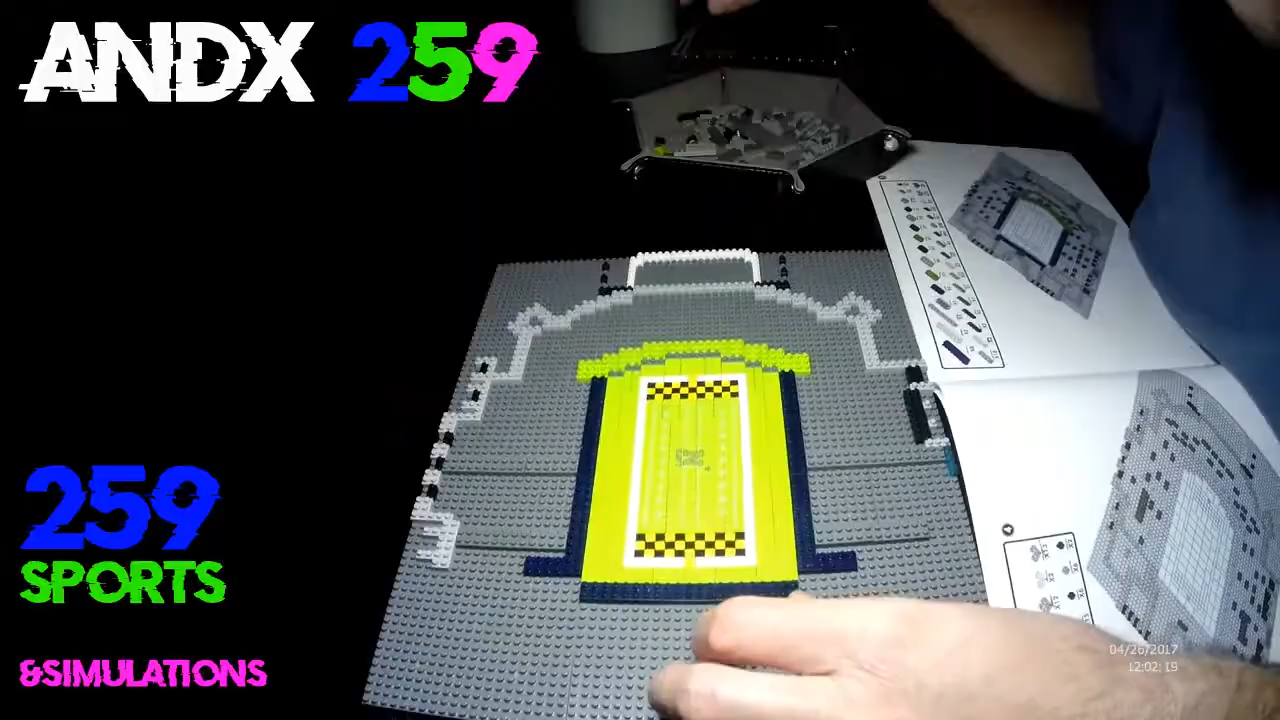 ANDX 259
259
SPORTS
&SIMULATIONS
04/26/2017
12:02:19